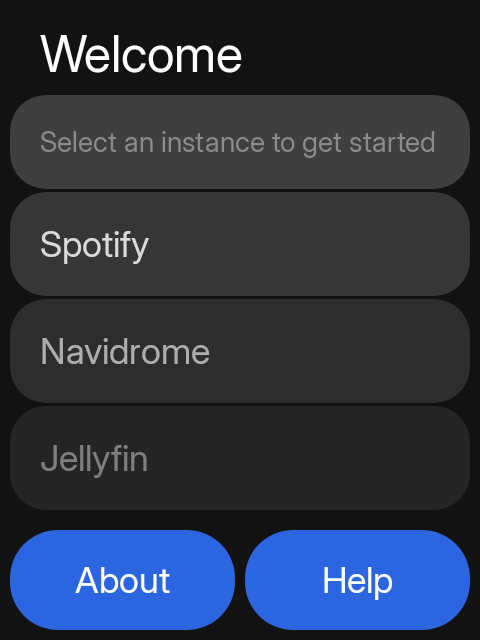 Welcome
Select an instance to get started
Spotify
Navidrome
Jellyfin
About
Help